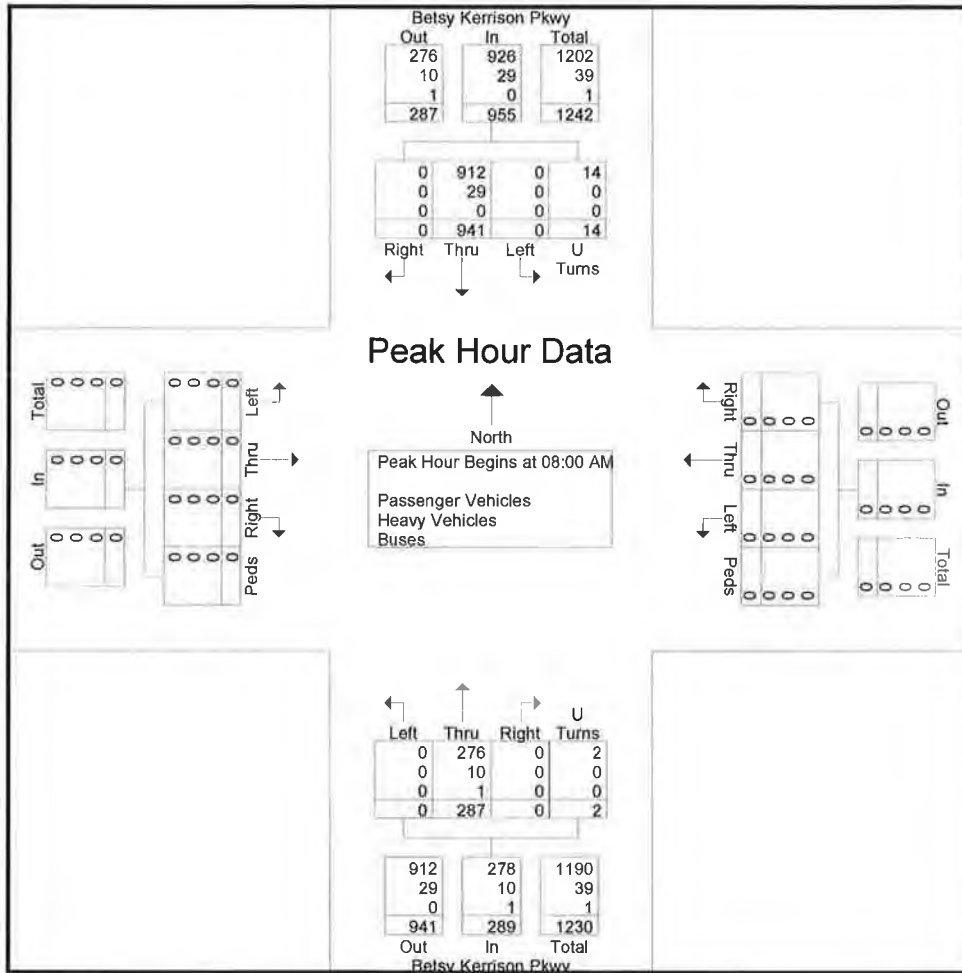 Betsy Kerrison Pkwy
Out In Total
276 926 1202
10 29 39
1 0 1
287 955 1242
0 912 0 14
0 29 0 0
0 0 0 0
0 941 0 14
Right Thru Left U Turns
Peak Hour Data
North
Peak Hour Begins at 08:00 AM
Passenger Vehicles
Heavy Vehicles
Buses
Total
0 0 0 0
In
0 0 0 0
Out
0 0 0 0
Left
0 0 0 0
Thru
0 0 0 0
Right
0 0 0 0
Peds
0 0 0 0
Right
0 0 0 0
Thru
0 0 0 0
Left
0 0 0 0
Peds
0 0 0 0
Out
0 0 0 0
In
0 0 0 0
Total
0 0 0 0
Left Thru Right U Turns
0 276 0 2
0 10 0 0
0 1 0 0
0 287 0 2
912 278 1190
29 10 39
0 1 1
941 289 1230
Out In Total
Betsy Kerrison Pkwy